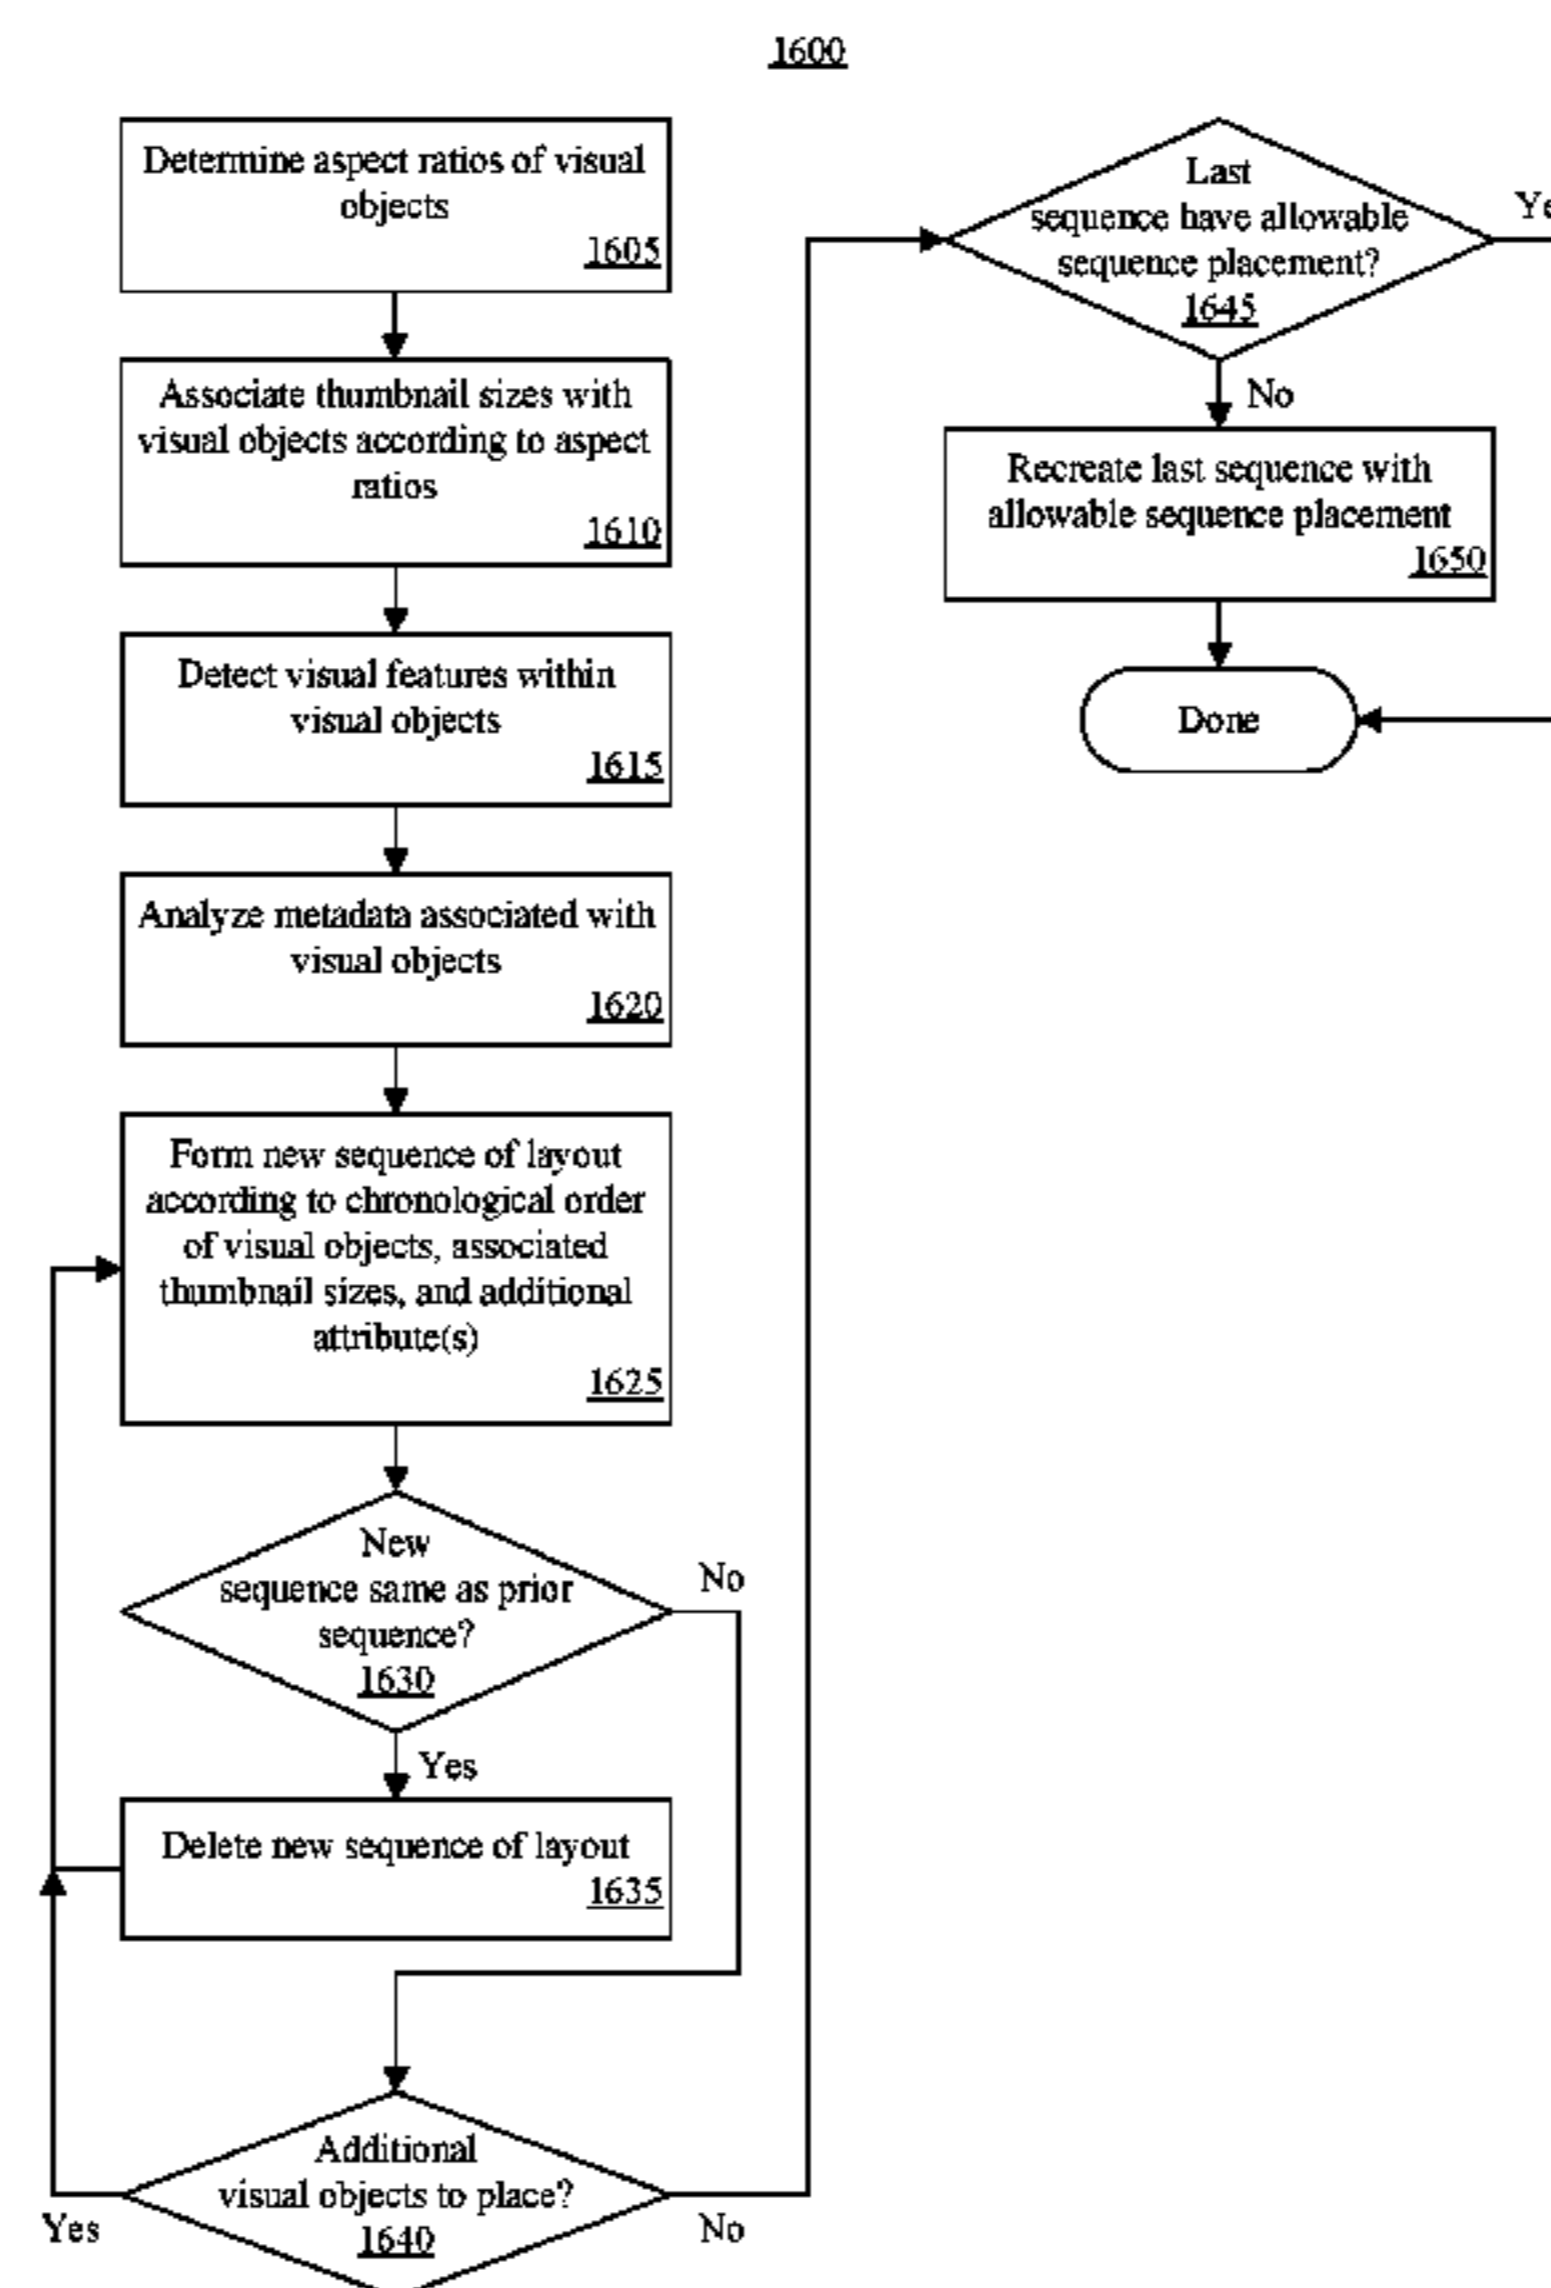 1600
Determine aspect ratios of visual
objects
1605
Associate thumbnail sizes with
visual objects according to aspect
ratios
1610
Detect visual features within
visual objects
1615
Analyze metadata associated with
visual objects
1620
Form new sequence of layout
according to chronological order
of visual objects, associated
thumbnail sizes, and additional
attribute(s)
1625
New
sequence same as prior
sequence?
1630
No
Yes
Delete new sequence of layout
1635
Additional
visual objects to place?
1640
Yes
No
Last
sequence have allowable
sequence placement?
1645
No
Recreate last sequence with
allowable sequence placement
1650
Done